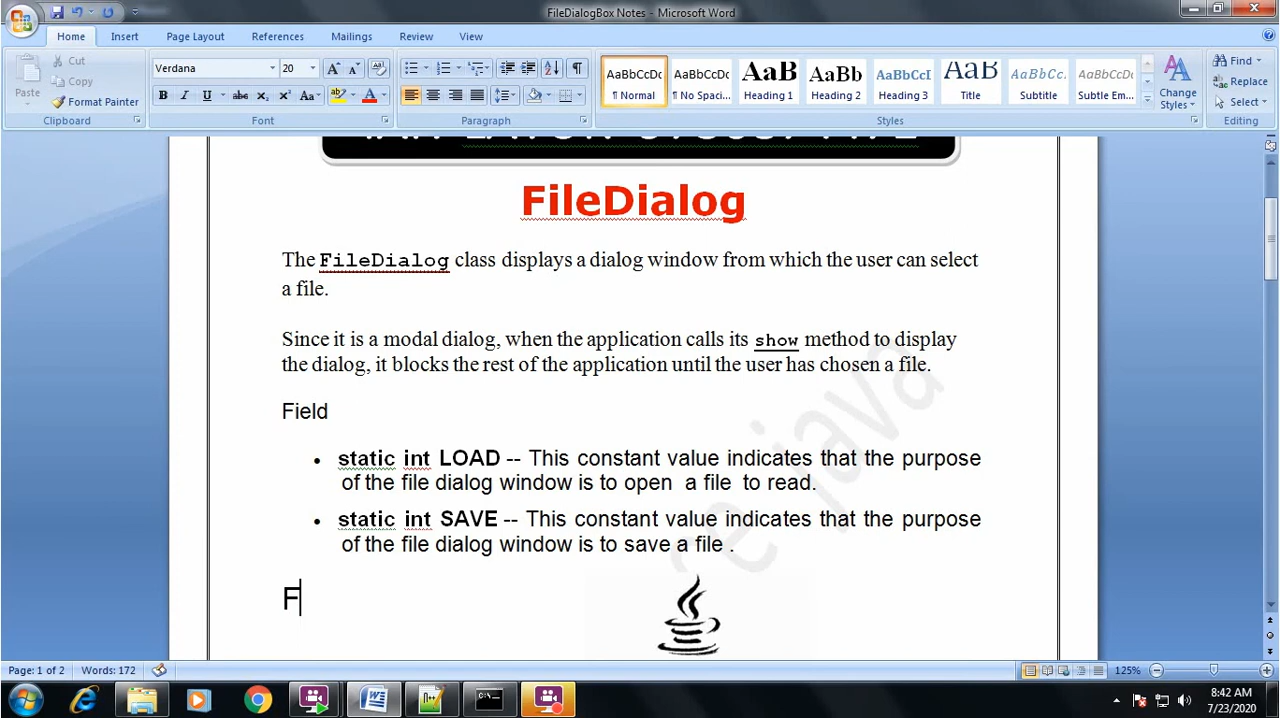 FileDialogBox Notes - Microsoft Word
Home Insert Page Layout References Mailings Review View
Paste Cut Copy Format Painter Clipboard
Verdana 20 Font
Paragraph
AaBbCcDc AaBbCcDc AaB AaBb AaBbCcI AaB AaBbCc. AaBbCcDc
¶ Normal ¶ No Spaci... Heading 1 Heading 2 Heading 3 Title Subtitle Subtle Em...
Styles
Change Styles
Find Replace Select Editing
FileDialog
The FileDialog class displays a dialog window from which the user can select
a file.
Since it is a modal dialog, when the application calls its show method to display
the dialog, it blocks the rest of the application until the user has chosen a file.
Field
• static int LOAD -- This constant value indicates that the purpose
of the file dialog window is to open a file to read.
• static int SAVE -- This constant value indicates that the purpose
of the file dialog window is to save a file .
F
ce java
Page: 1 of 2 Words: 172 125%
8:42 AM
7/23/2020